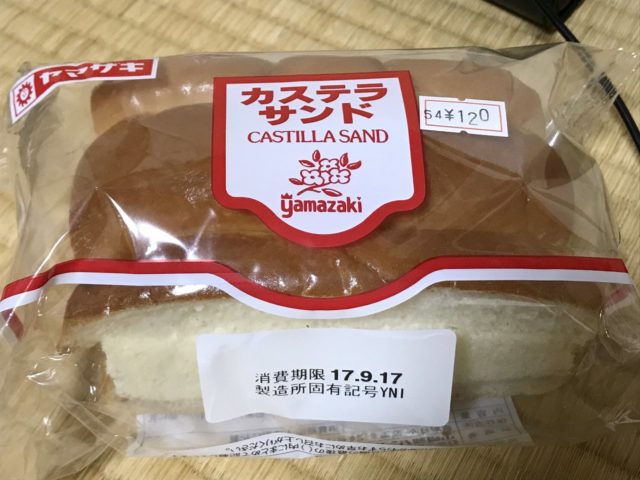 ヤマザキ
カステラ
サンド
CASTILLA SAND
yamazaki
54 ¥120
消費期限 17.9.17
製造所固有記号YNI